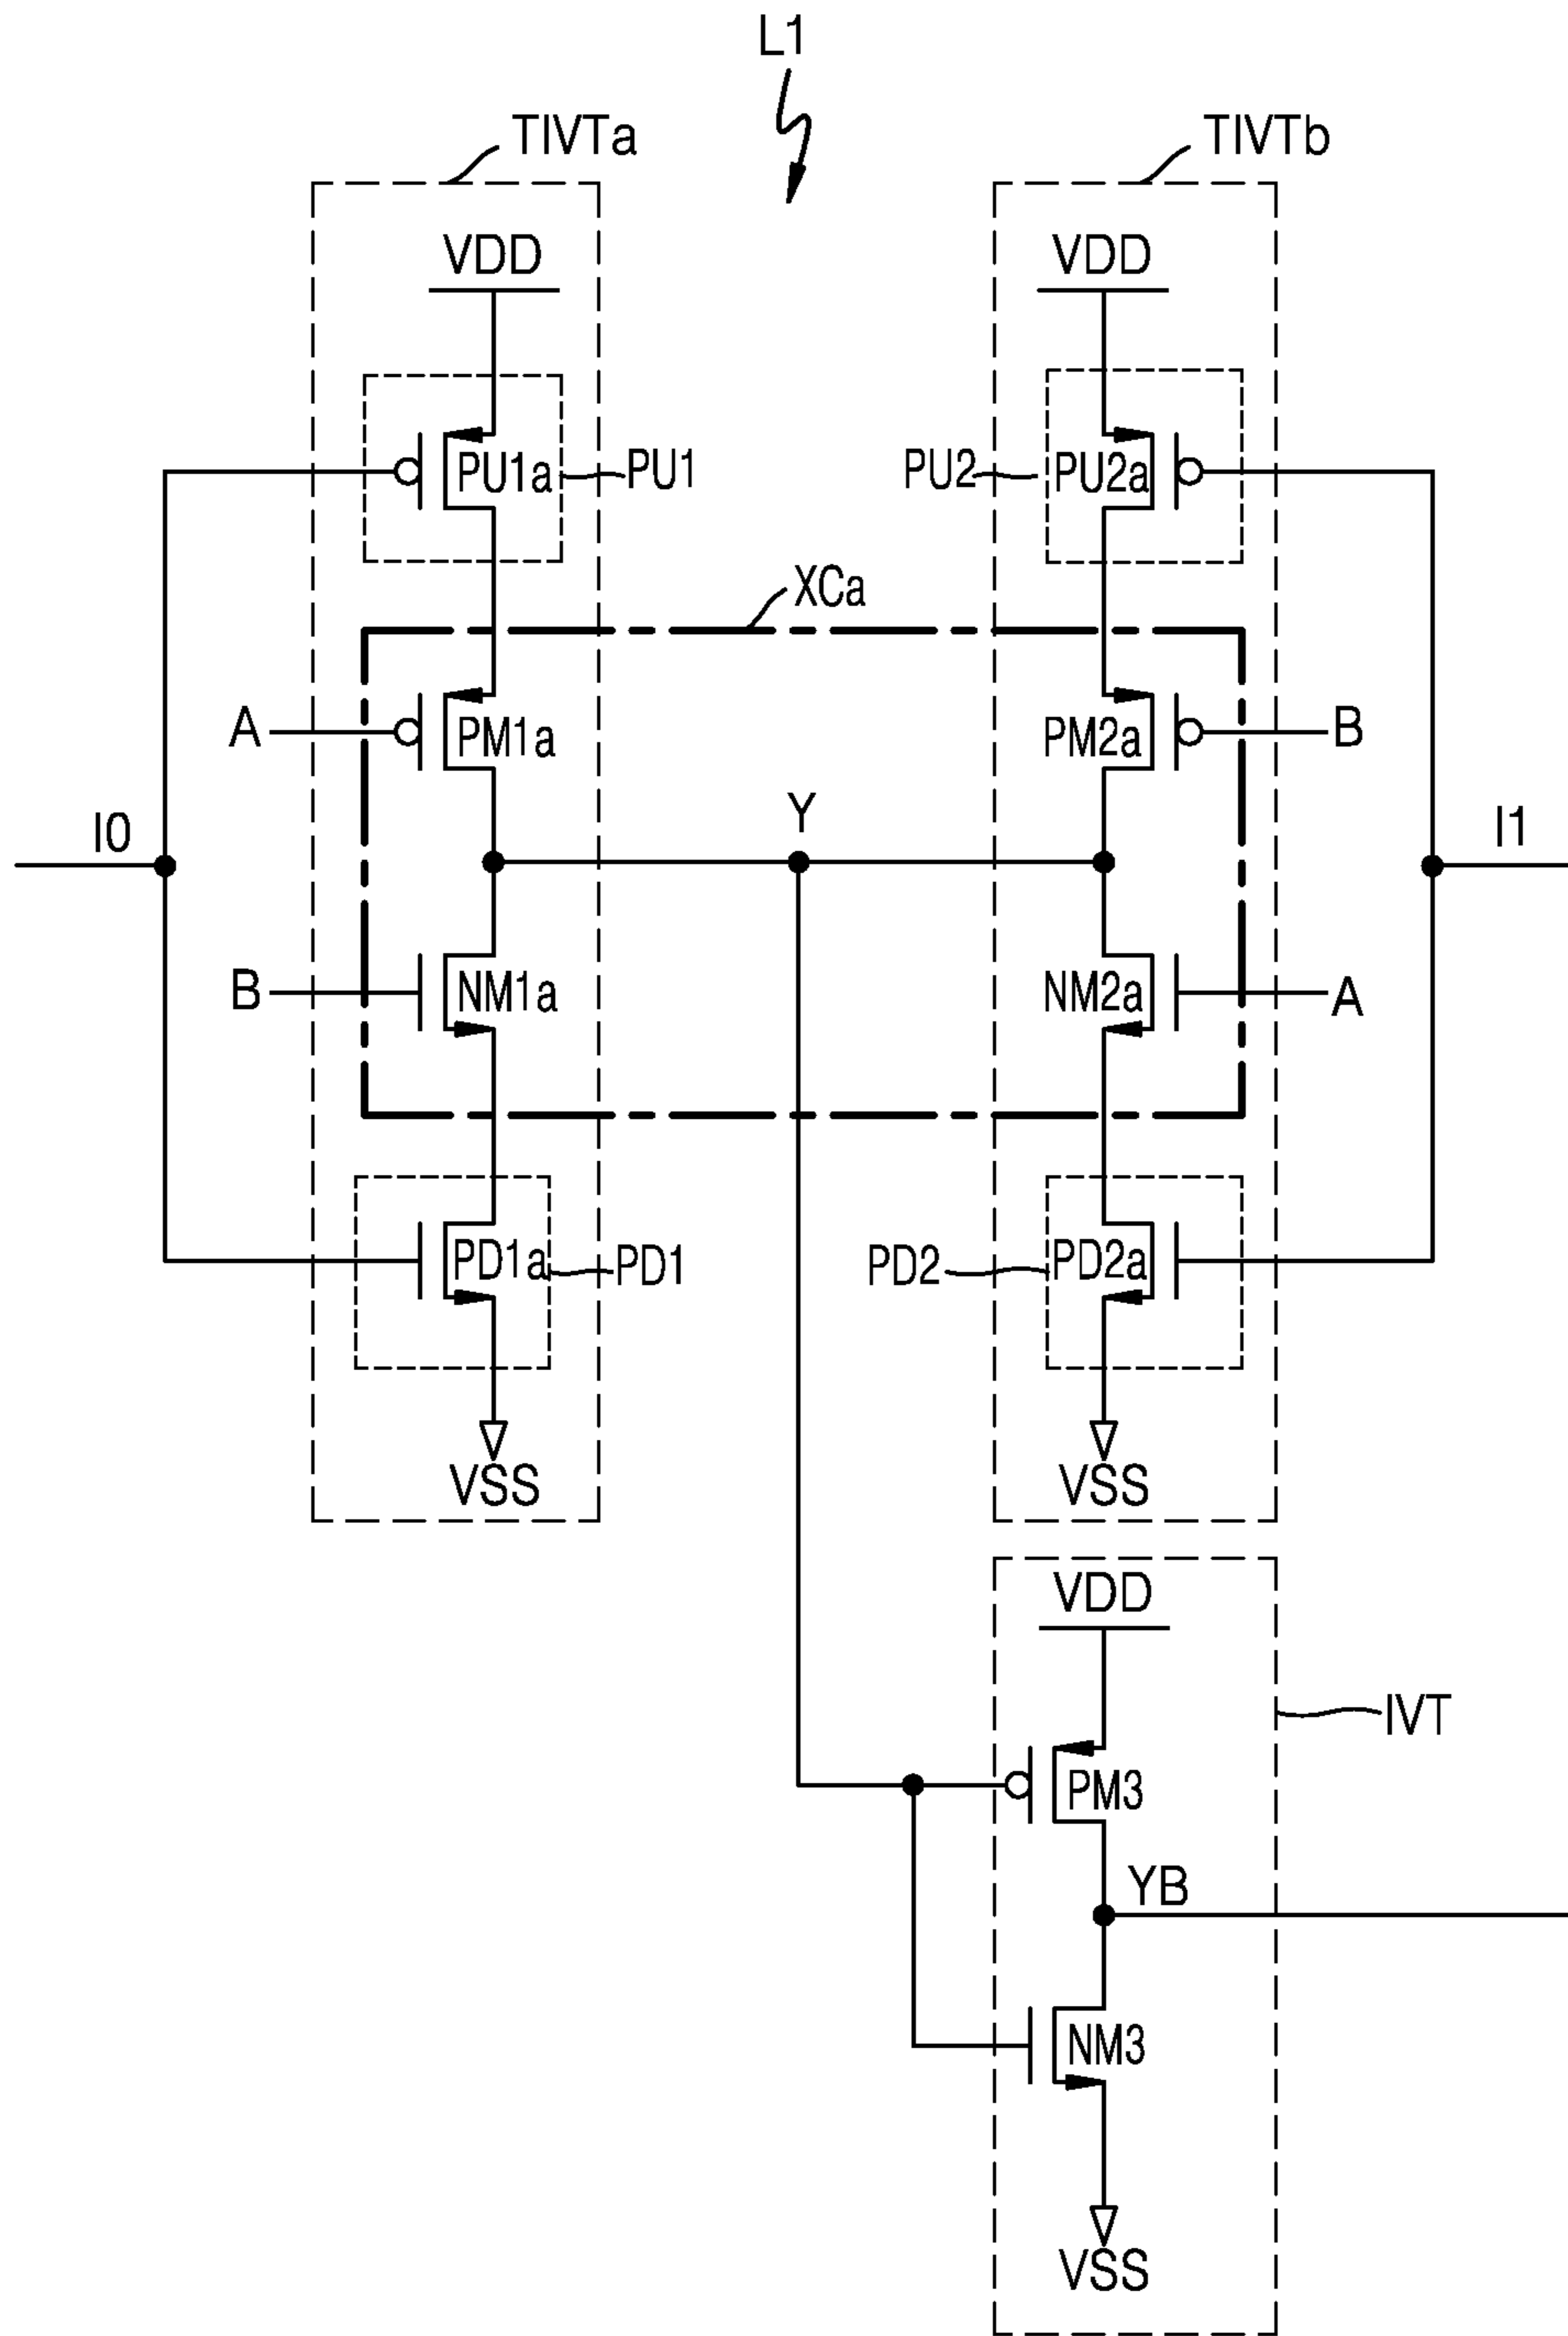 L1
TIVTa
TIVTb
VDD
VDD
PU1a
PU1
PU2
PU2a
XCa
A
PM1a
PM2a
B
I0
Y
I1
B
NM1a
NM2a
A
PD1a
PD1
PD2
PD2a
VSS
VSS
VDD
IVT
PM3
YB
NM3
VSS